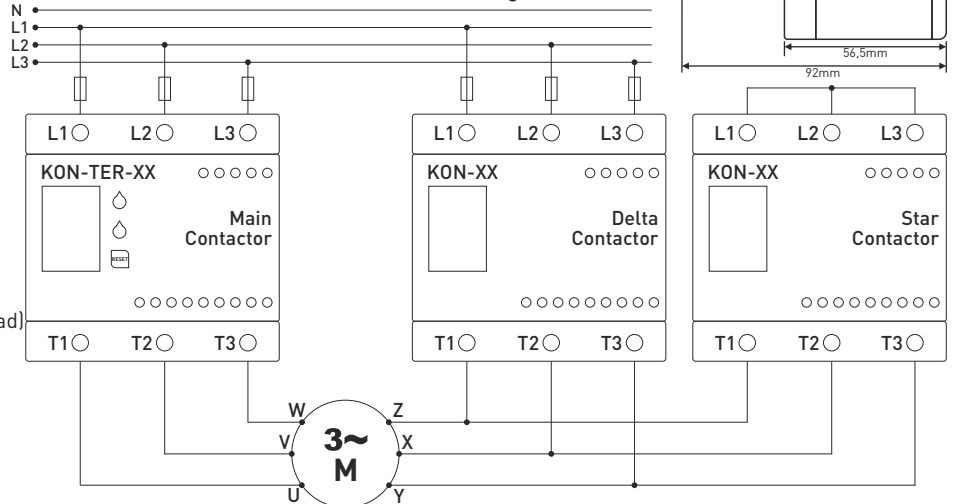 N
L1
L2
L3
56,5mm
92mm
L1 L2 L3
L1 L2 L3
L1 L2 L3
KON-TER-XX
KON-XX
KON-XX
RESET
Main
Contactor
Delta
Contactor
Star
Contactor
ad)
T1 T2 T3
T1 T2 T3
T1 T2 T3
W
Z
V
X
U
Y
3~
M